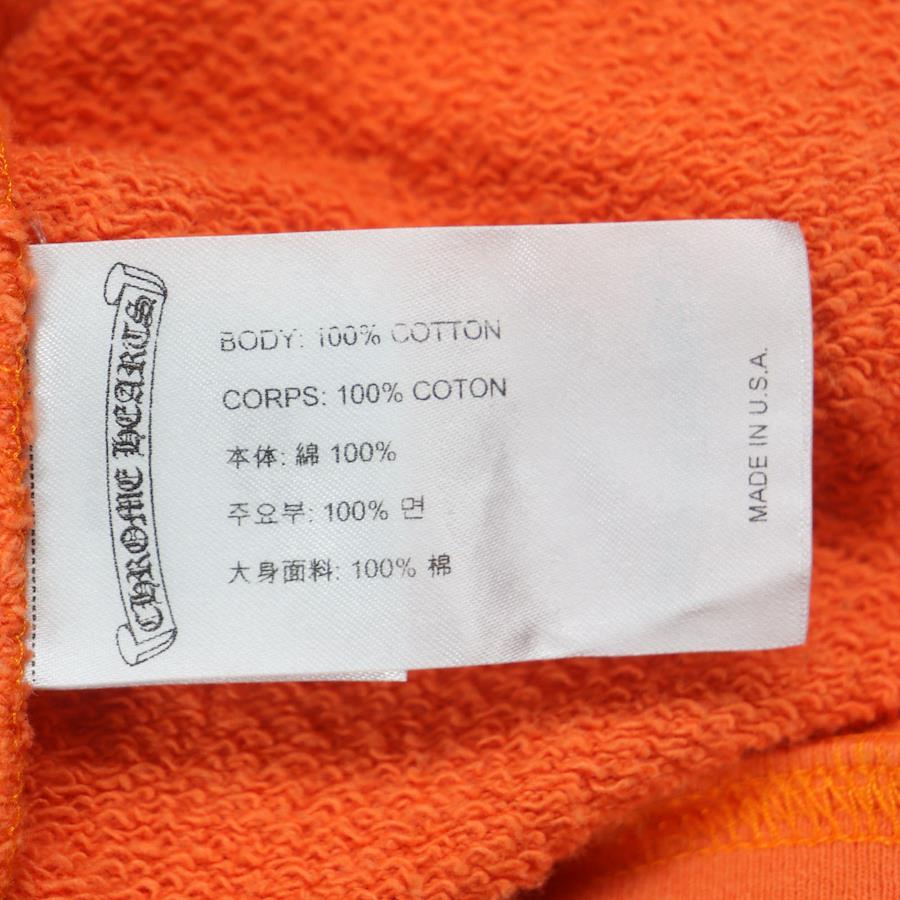 CHROME HEARTS
BODY: 100% COTTON
CORPS: 100% COTON
本体: 綿 100%
주요부: 100% 면
大身面料: 100% 棉
MADE IN U.S.A.